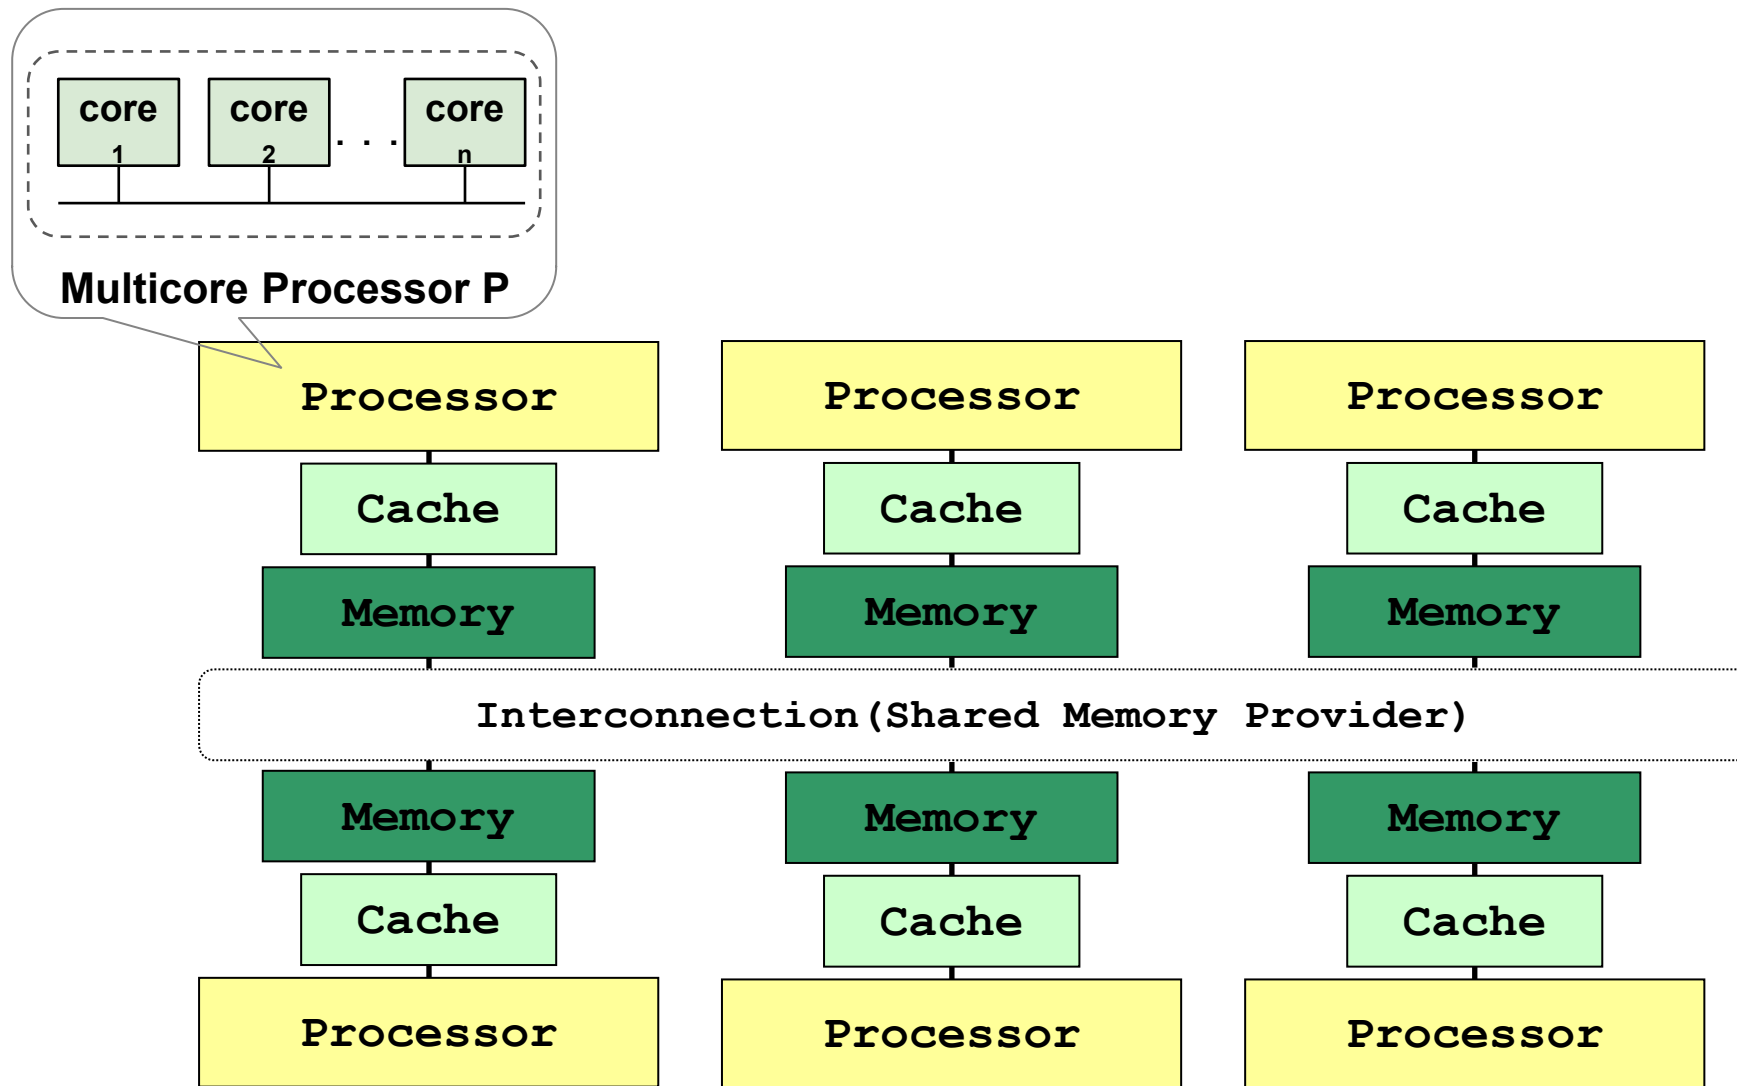 core core core
1 2 . . . n
Multicore Processor P
Processor Processor Processor
Cache Cache Cache
Memory Memory Memory
Interconnection(Shared Memory Provider)
Memory Memory Memory
Cache Cache Cache
Processor Processor Processor